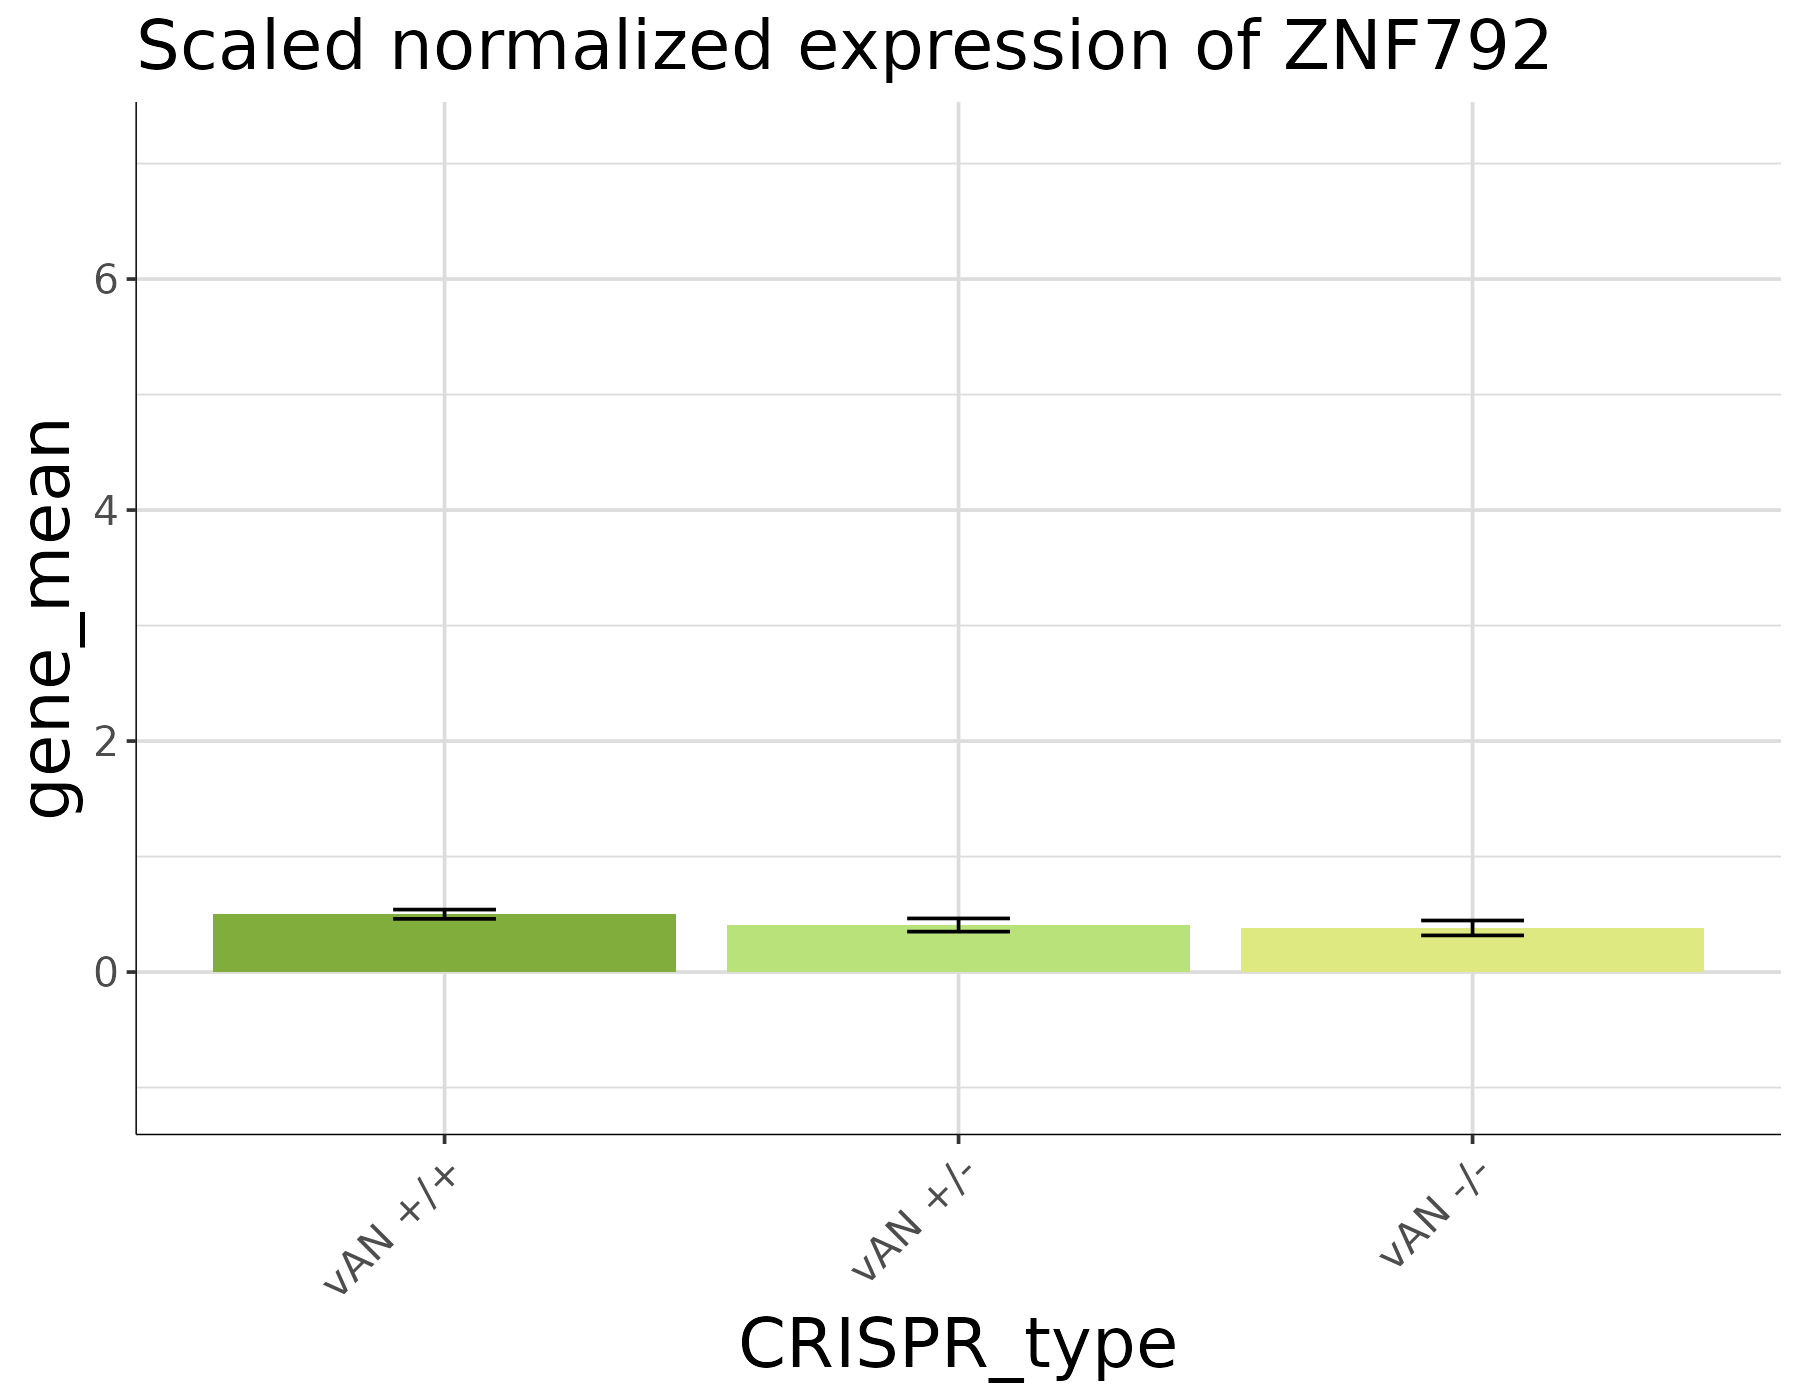 Scaled normalized expression of ZNF792
gene_mean
6
4
2
0
vAN +/+
vAN +/-
vAN -/-
CRISPR_type